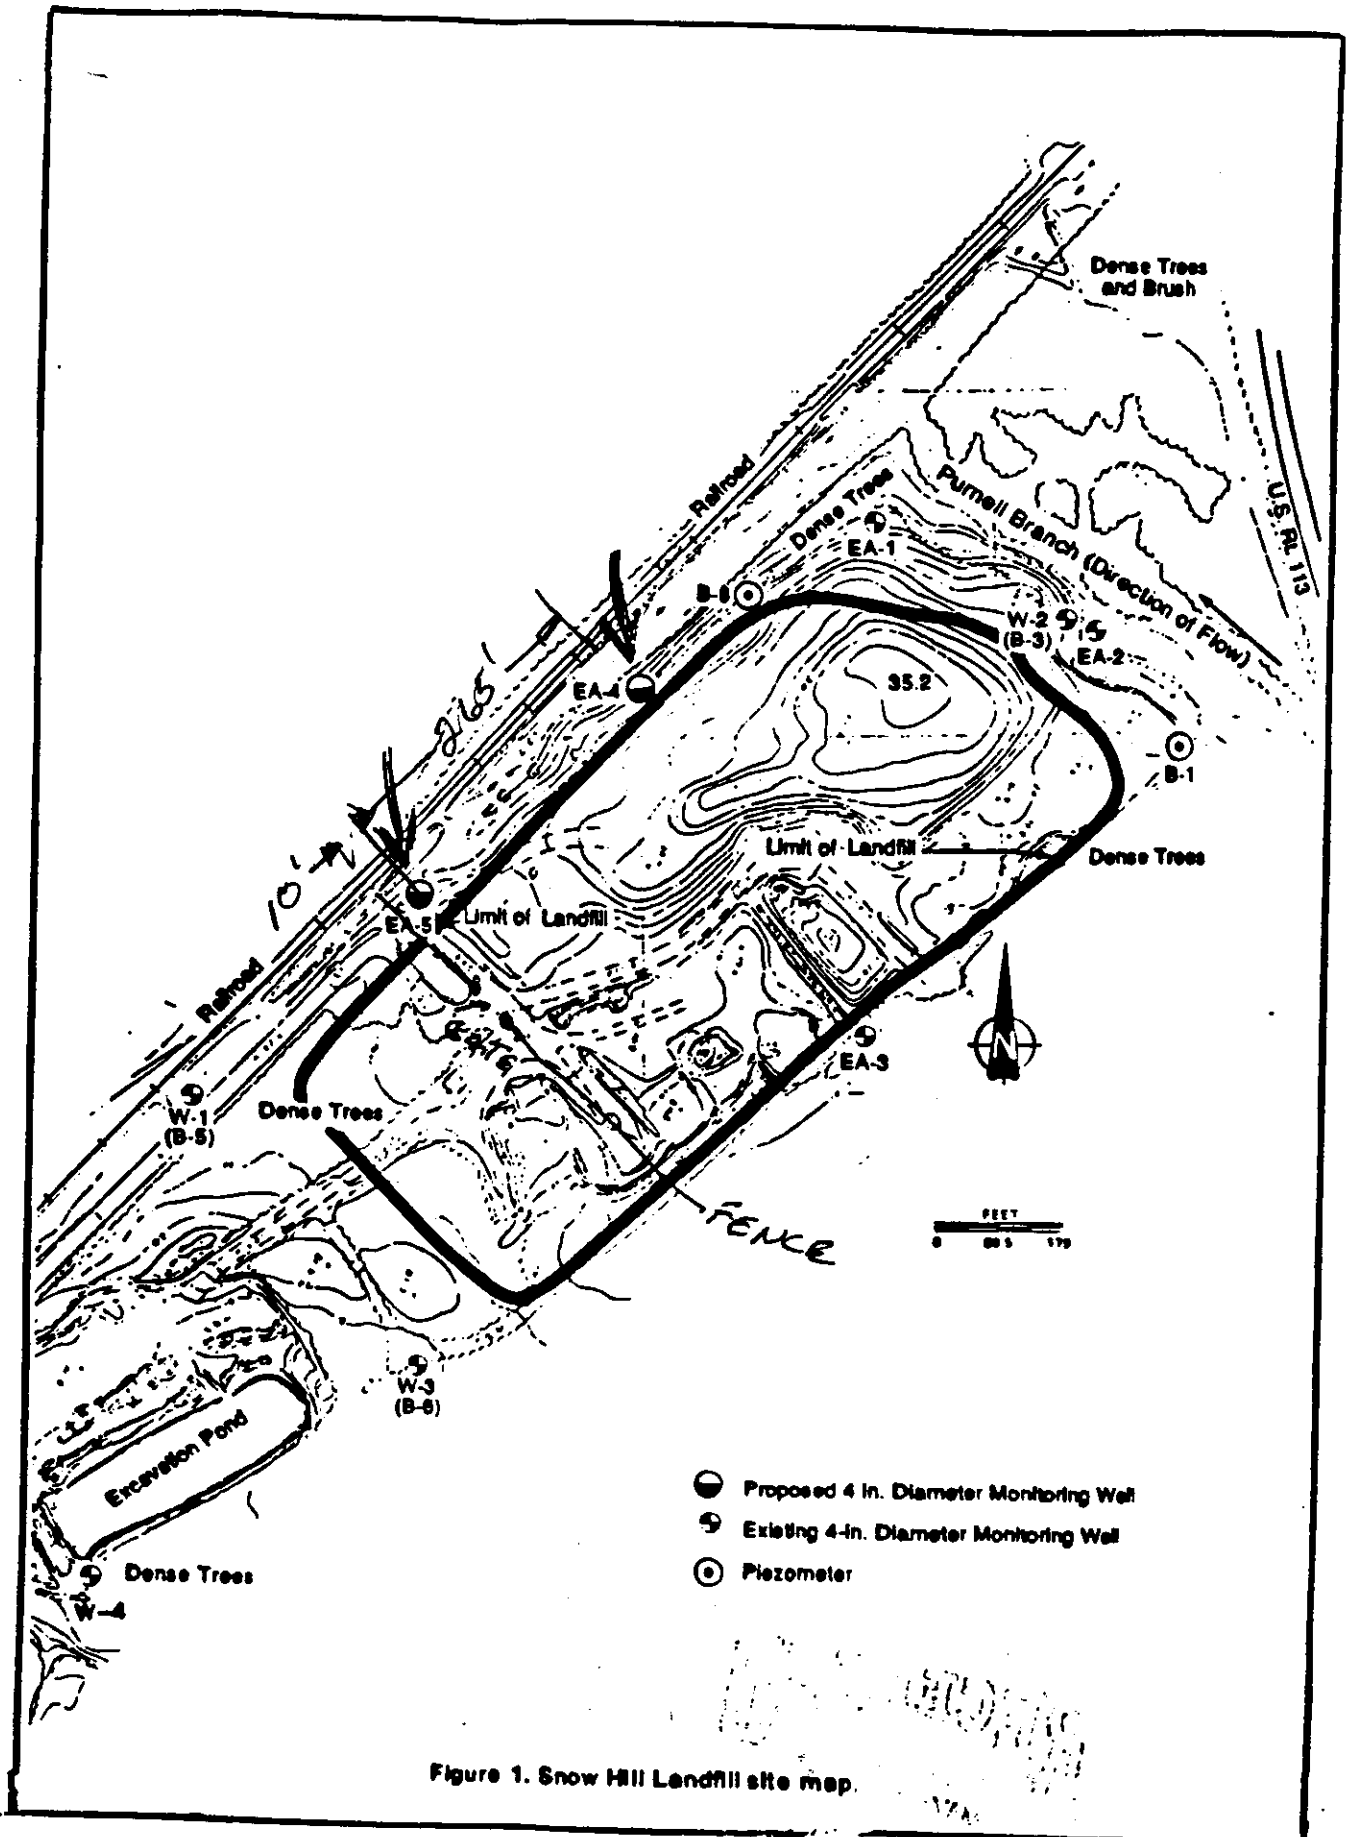 Dense Trees
and Brush
Railroad
Dense Trees
Purnell Branch (Direction of Flow)
U.S. Rt. 113
EA-1
W-2
(B-3)
EA-2
EA-4
35.2
265'
B-1
Limit of Landfill
Dense Trees
10'
EA-5
Limit of Landfill
Railroad
GATE
N
EA-3
W-1
(B-5)
Dense Trees
FENCE
FEET
0
175
W-3
(B-6)
Excavation Pond
Proposed 4 in. Diameter Monitoring Well
Existing 4-in. Diameter Monitoring Well
Piezometer
Dense Trees
W-4
Figure 1. Snow Hill Landfill site map.